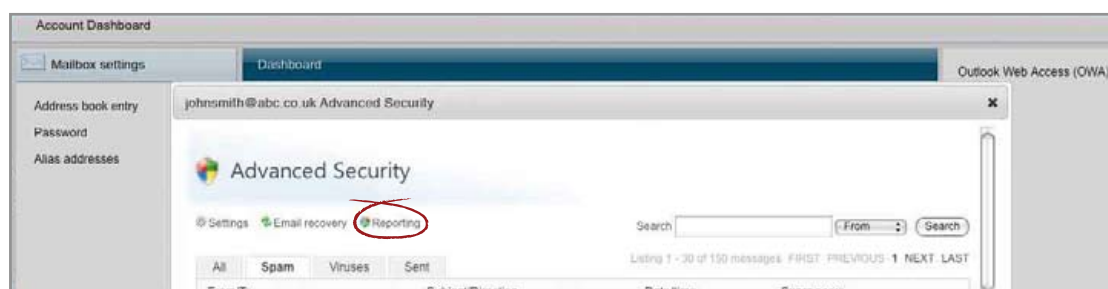 Account Dashboard
Mailbox settings
Dashboard
Outlook Web Access (OWA)
Address book entry
johnsmith@abc.co.uk Advanced Security
Password
Alias addresses
Advanced Security
Settings Email recovery Reporting
Search From Search
Listing 1 - 30 of 150 messages FIRST PREVIOUS 1 NEXT LAST
All Spam Viruses Sent